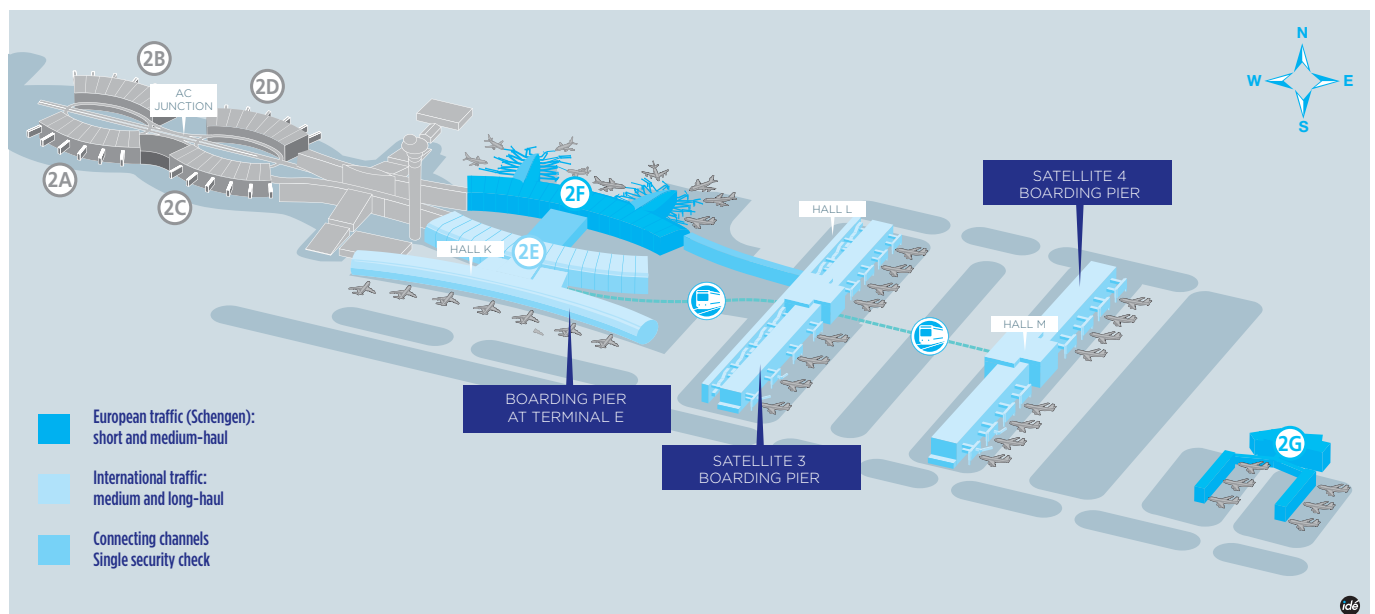 N
W
E
S
2B
2D
AC
JUNCTION
2A
2C
2F
HALL L
SATELLITE 4
BOARDING PIER
HALL K
2E
HALL M
BOARDING PIER
AT TERMINAL E
SATELLITE 3
BOARDING PIER
2G
European traffic (Schengen):
short and medium-haul
International traffic:
medium and long-haul
Connecting channels
Single security check
idé